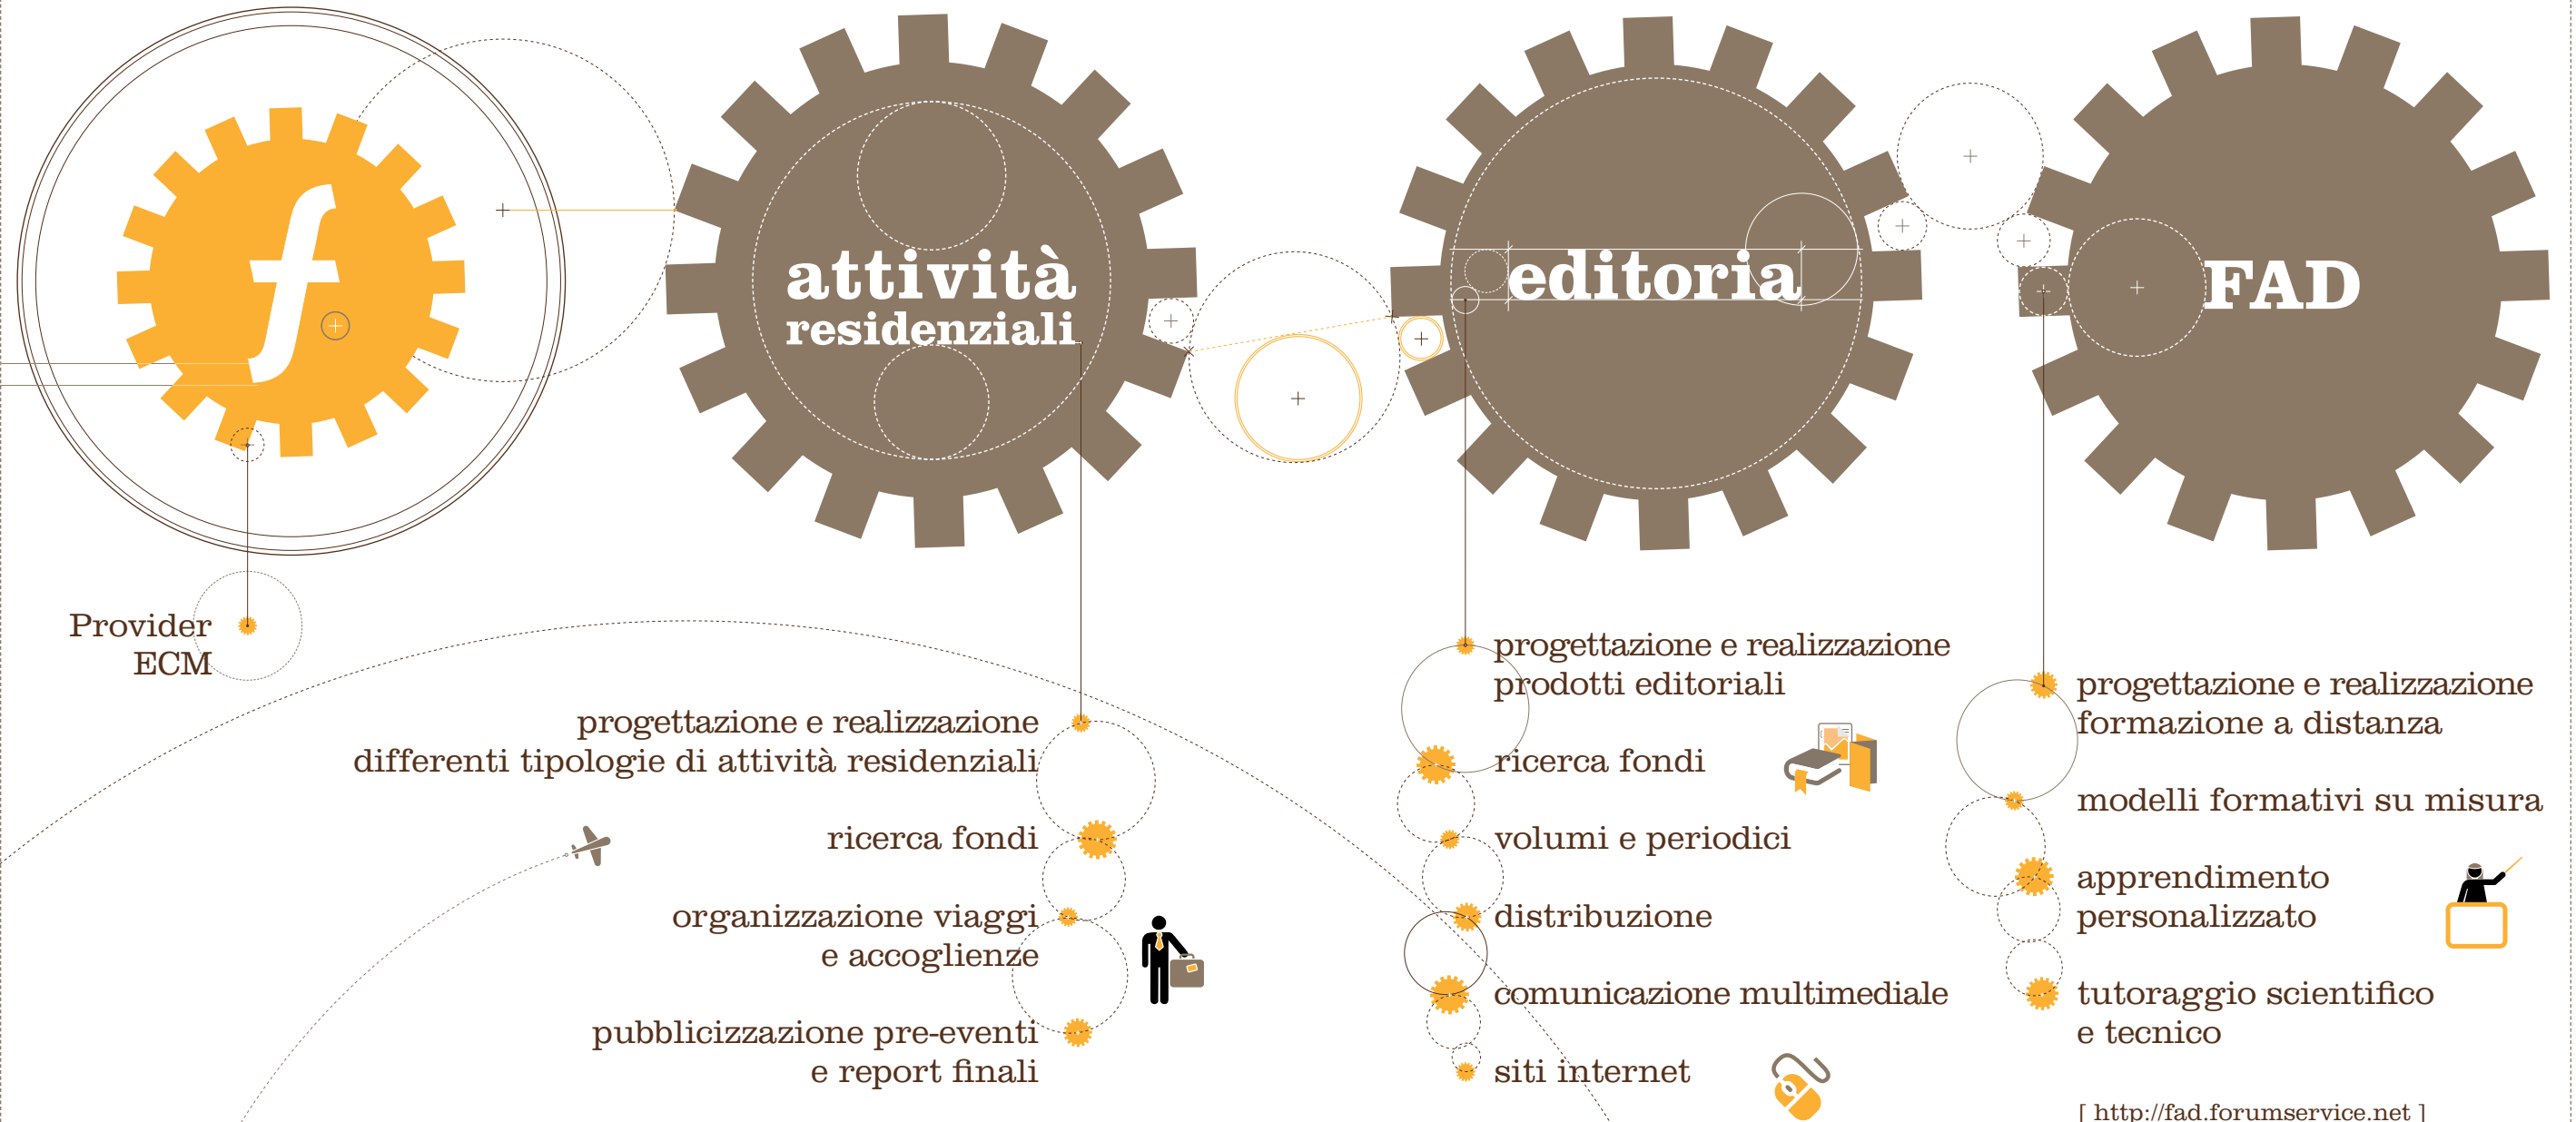 f
Provider
ECM
attività
residenziali
progettazione e realizzazione
differenti tipologie di attività residenziali
ricerca fondi
organizzazione viaggi
e accoglienze
pubblicizzazione pre-eventi
e report finali
editoria
progettazione e realizzazione
prodotti editoriali
ricerca fondi
volumi e periodici
distribuzione
comunicazione multimediale
siti internet
FAD
progettazione e realizzazione
formazione a distanza
modelli formativi su misura
apprendimento
personalizzato
tutoraggio scientifico
e tecnico
[ http://fad.forumservice.net ]